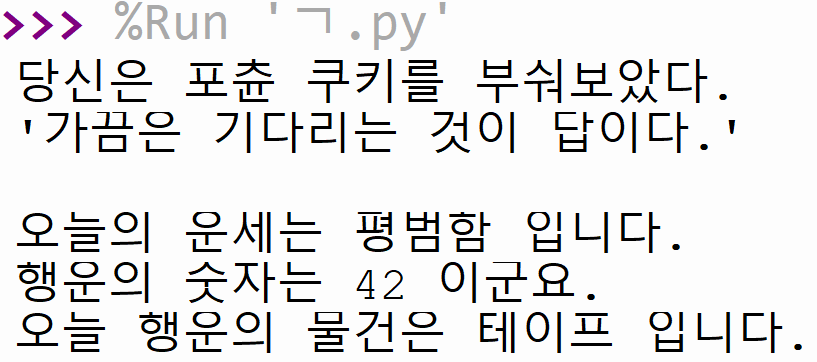 >>> %Run 'ㄱ.py'
당신은 포츈 쿠키를 부숴보았다.
'가끔은 기다리는 것이 답이다.'
오늘의 운세는 평범함 입니다.
행운의 숫자는 42 이군요.
오늘 행운의 물건은 테이프 입니다.